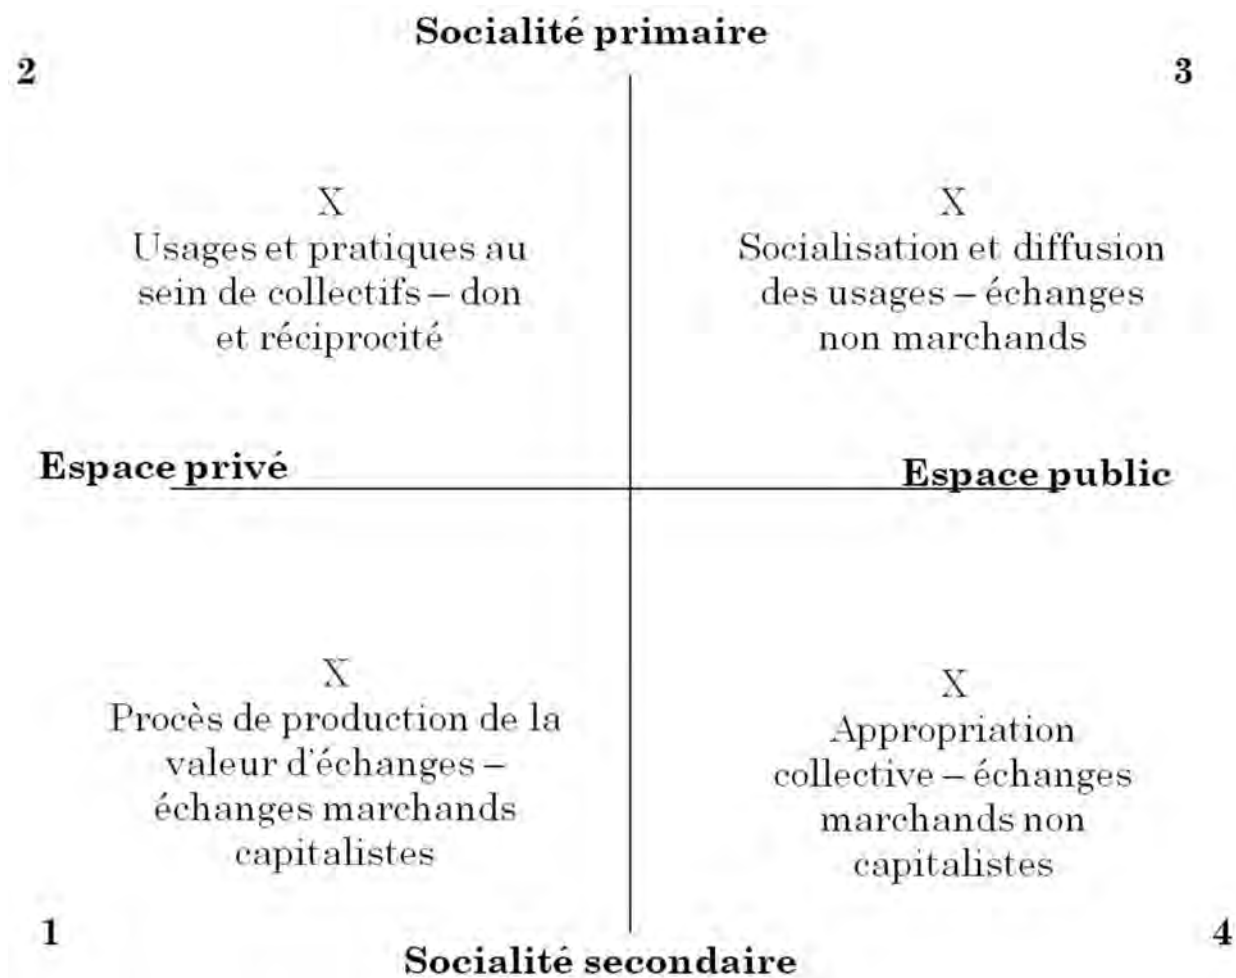 Socialité primaire
2
3
X
Usages et pratiques au
sein de collectifs – don
et réciprocité
X
Socialisation et diffusion
des usages – échanges
non marchands
Espace privé
Espace public
X
Procès de production de la
valeur d'échanges –
échanges marchands
capitalistes
X
Appropriation
collective – échanges
marchands non
capitalistes
1
4
Socialité secondaire